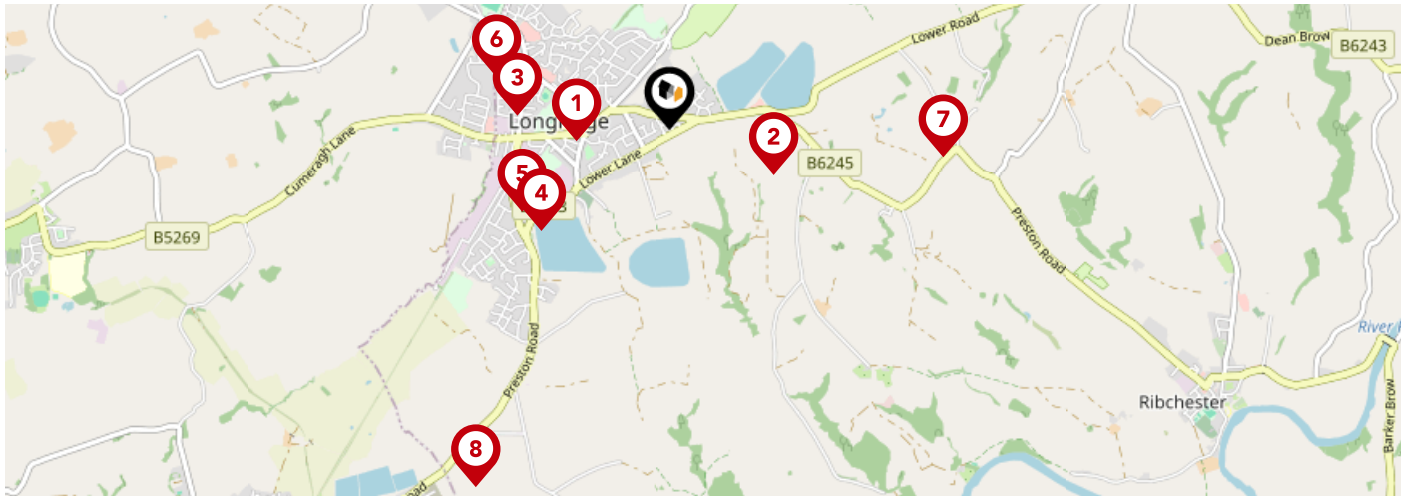 6
3
1
Longridge
Lower Road
Dean Brow
B6243
7
2
B6245
Lower Lane
5
4
Cumeragh Lane
B5269
Preston Road
Preston Road
River
Ribchester
Barker Brow
8
oad